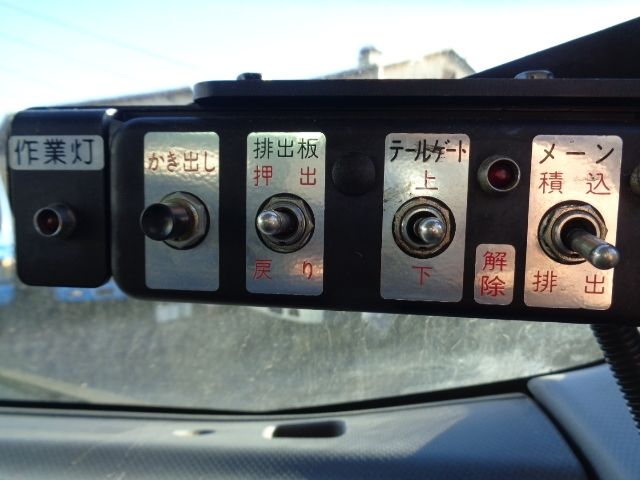 作業灯
かき出し
排出板
押出
戻り
テールゲート
上
下
解除
メーン
積込
排出